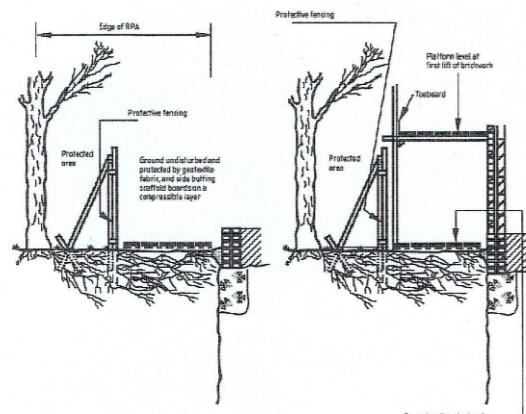 Edge of RPA
Protective fencing
Protected
area
Ground undisturbed and
protected by geotextile
fabric, and side butting
scaffold boards on a
compressible layer
Protective fencing
Platform level at
first lift of brickwork
Toeboard
Protected
area